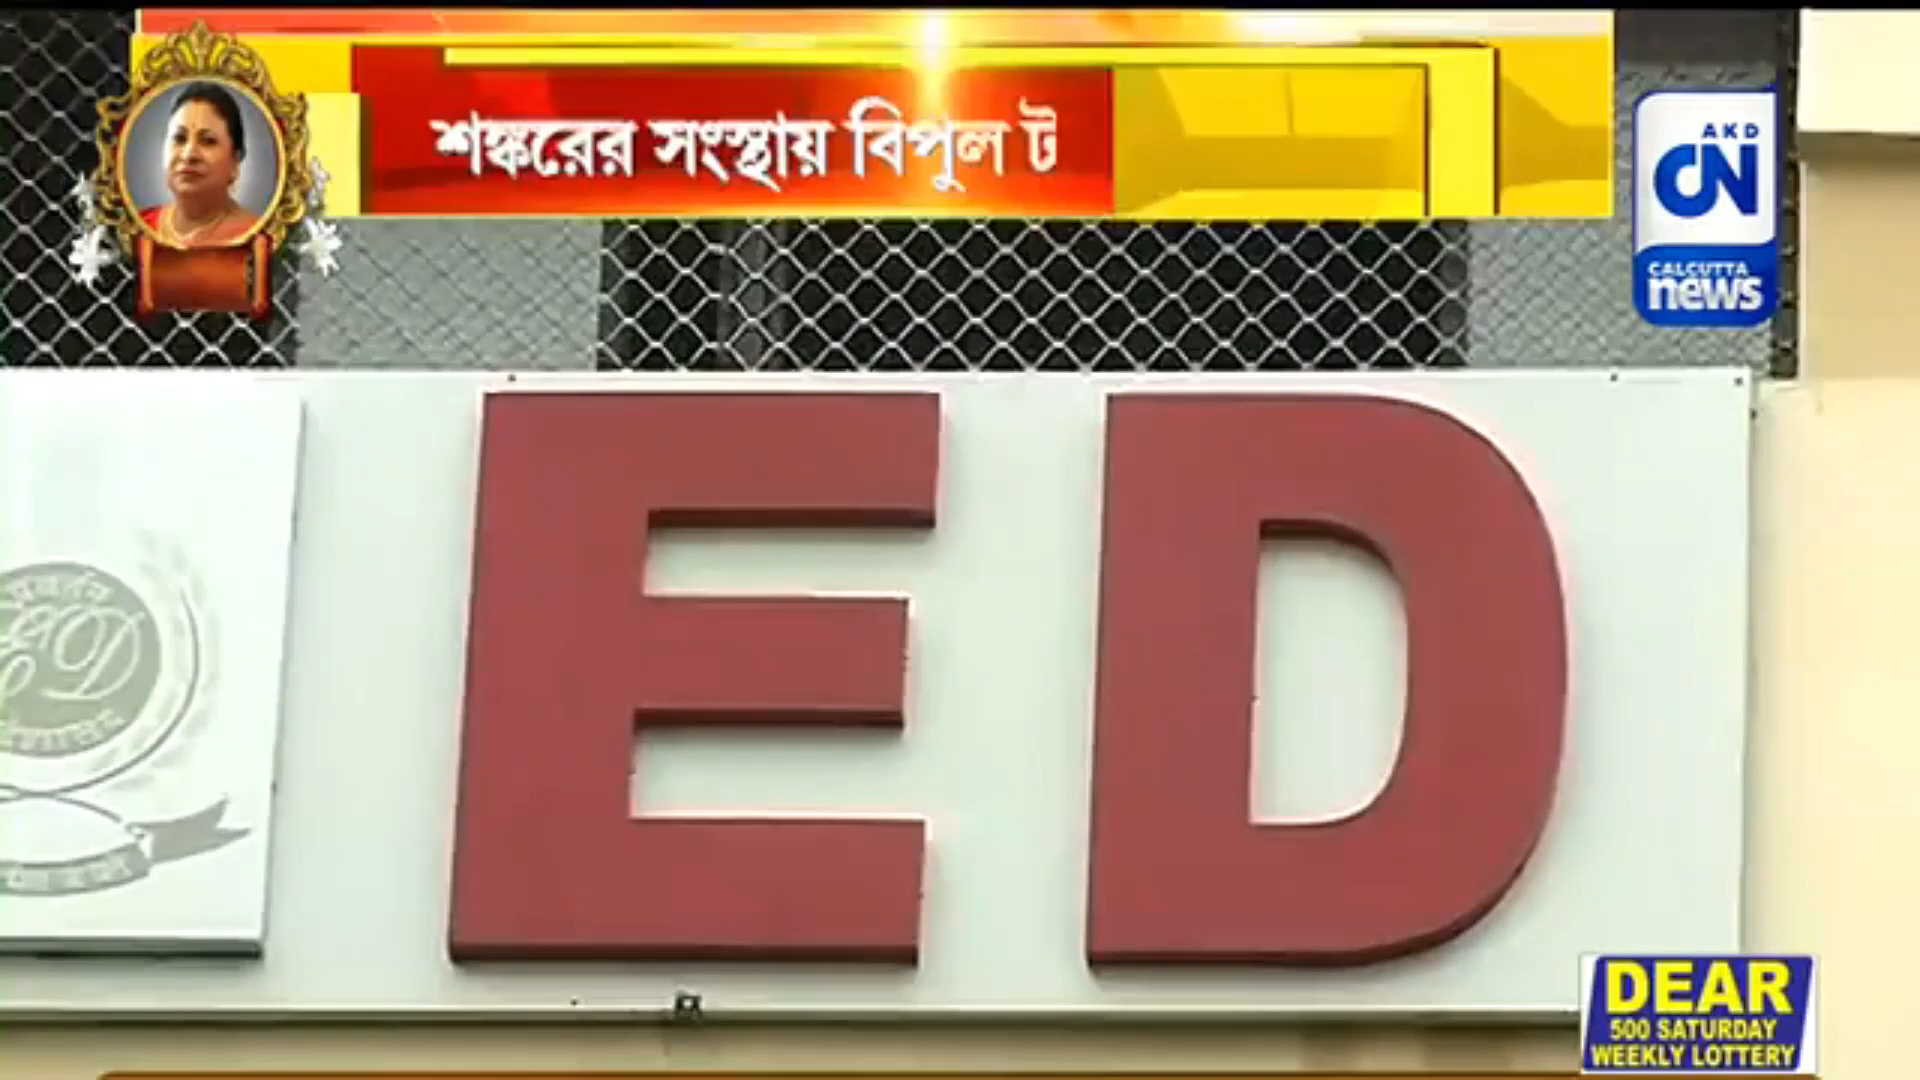 শঙ্করের সংস্থায় বিপুল ট
AKD
CN
CALCUTTA
news
ED
DEAR
500 SATURDAY
WEEKLY LOTTERY